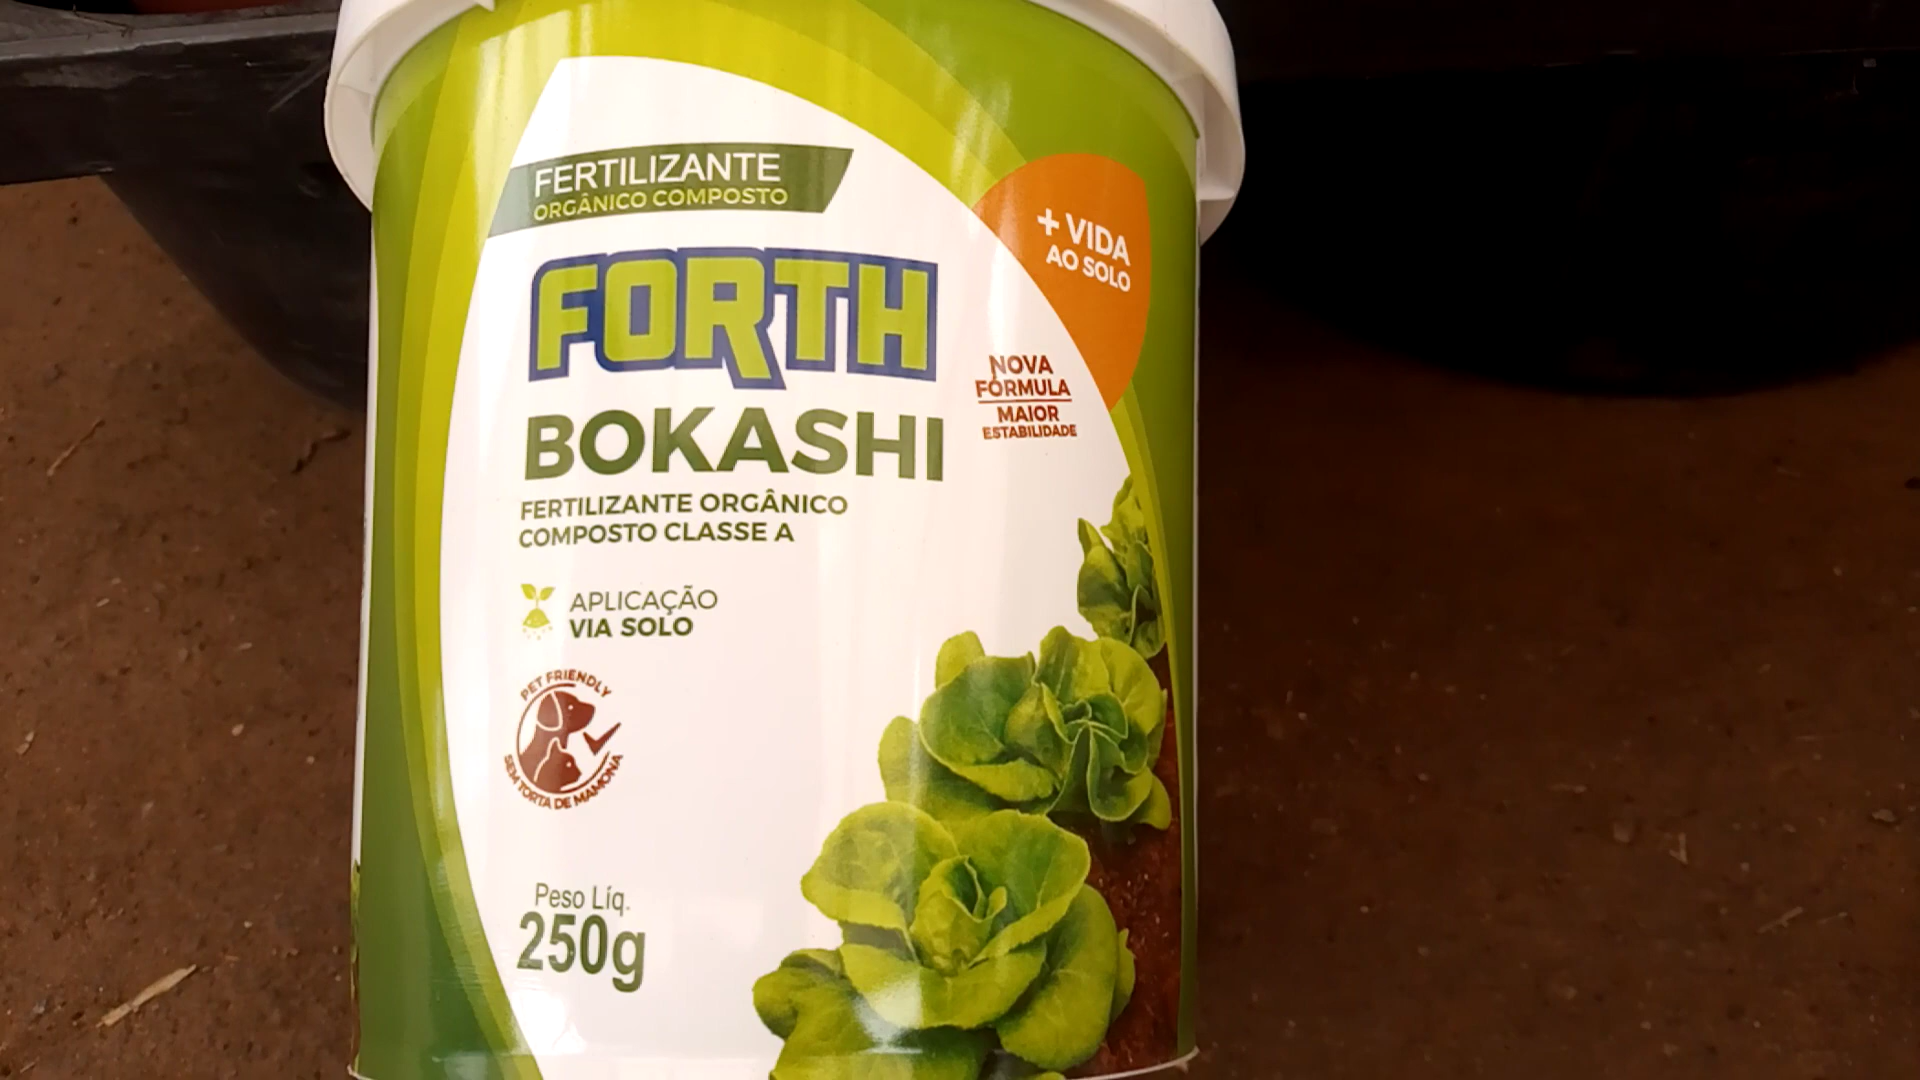 FERTILIZANTE
ORGÂNICO COMPOSTO
+ VIDA
AO SOLO
FORTH
NOVA
FÓRMULA
MAIOR
ESTABILIDADE
BOKASHI
FERTILIZANTE ORGÂNICO
COMPOSTO CLASSE A
APLICAÇÃO
VIA SOLO
PET FRIENDLY
SEM TORTA DE MAMONA
Peso Líq.
250g